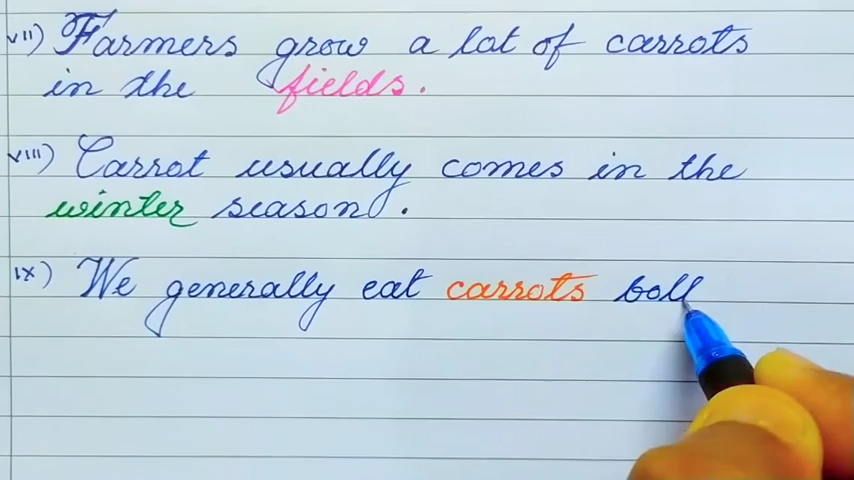 vii) Farmers grow a lot of carrots
in the fields.
viii) Carrot usually comes in the
winter season.
ix) We generally eat carrots